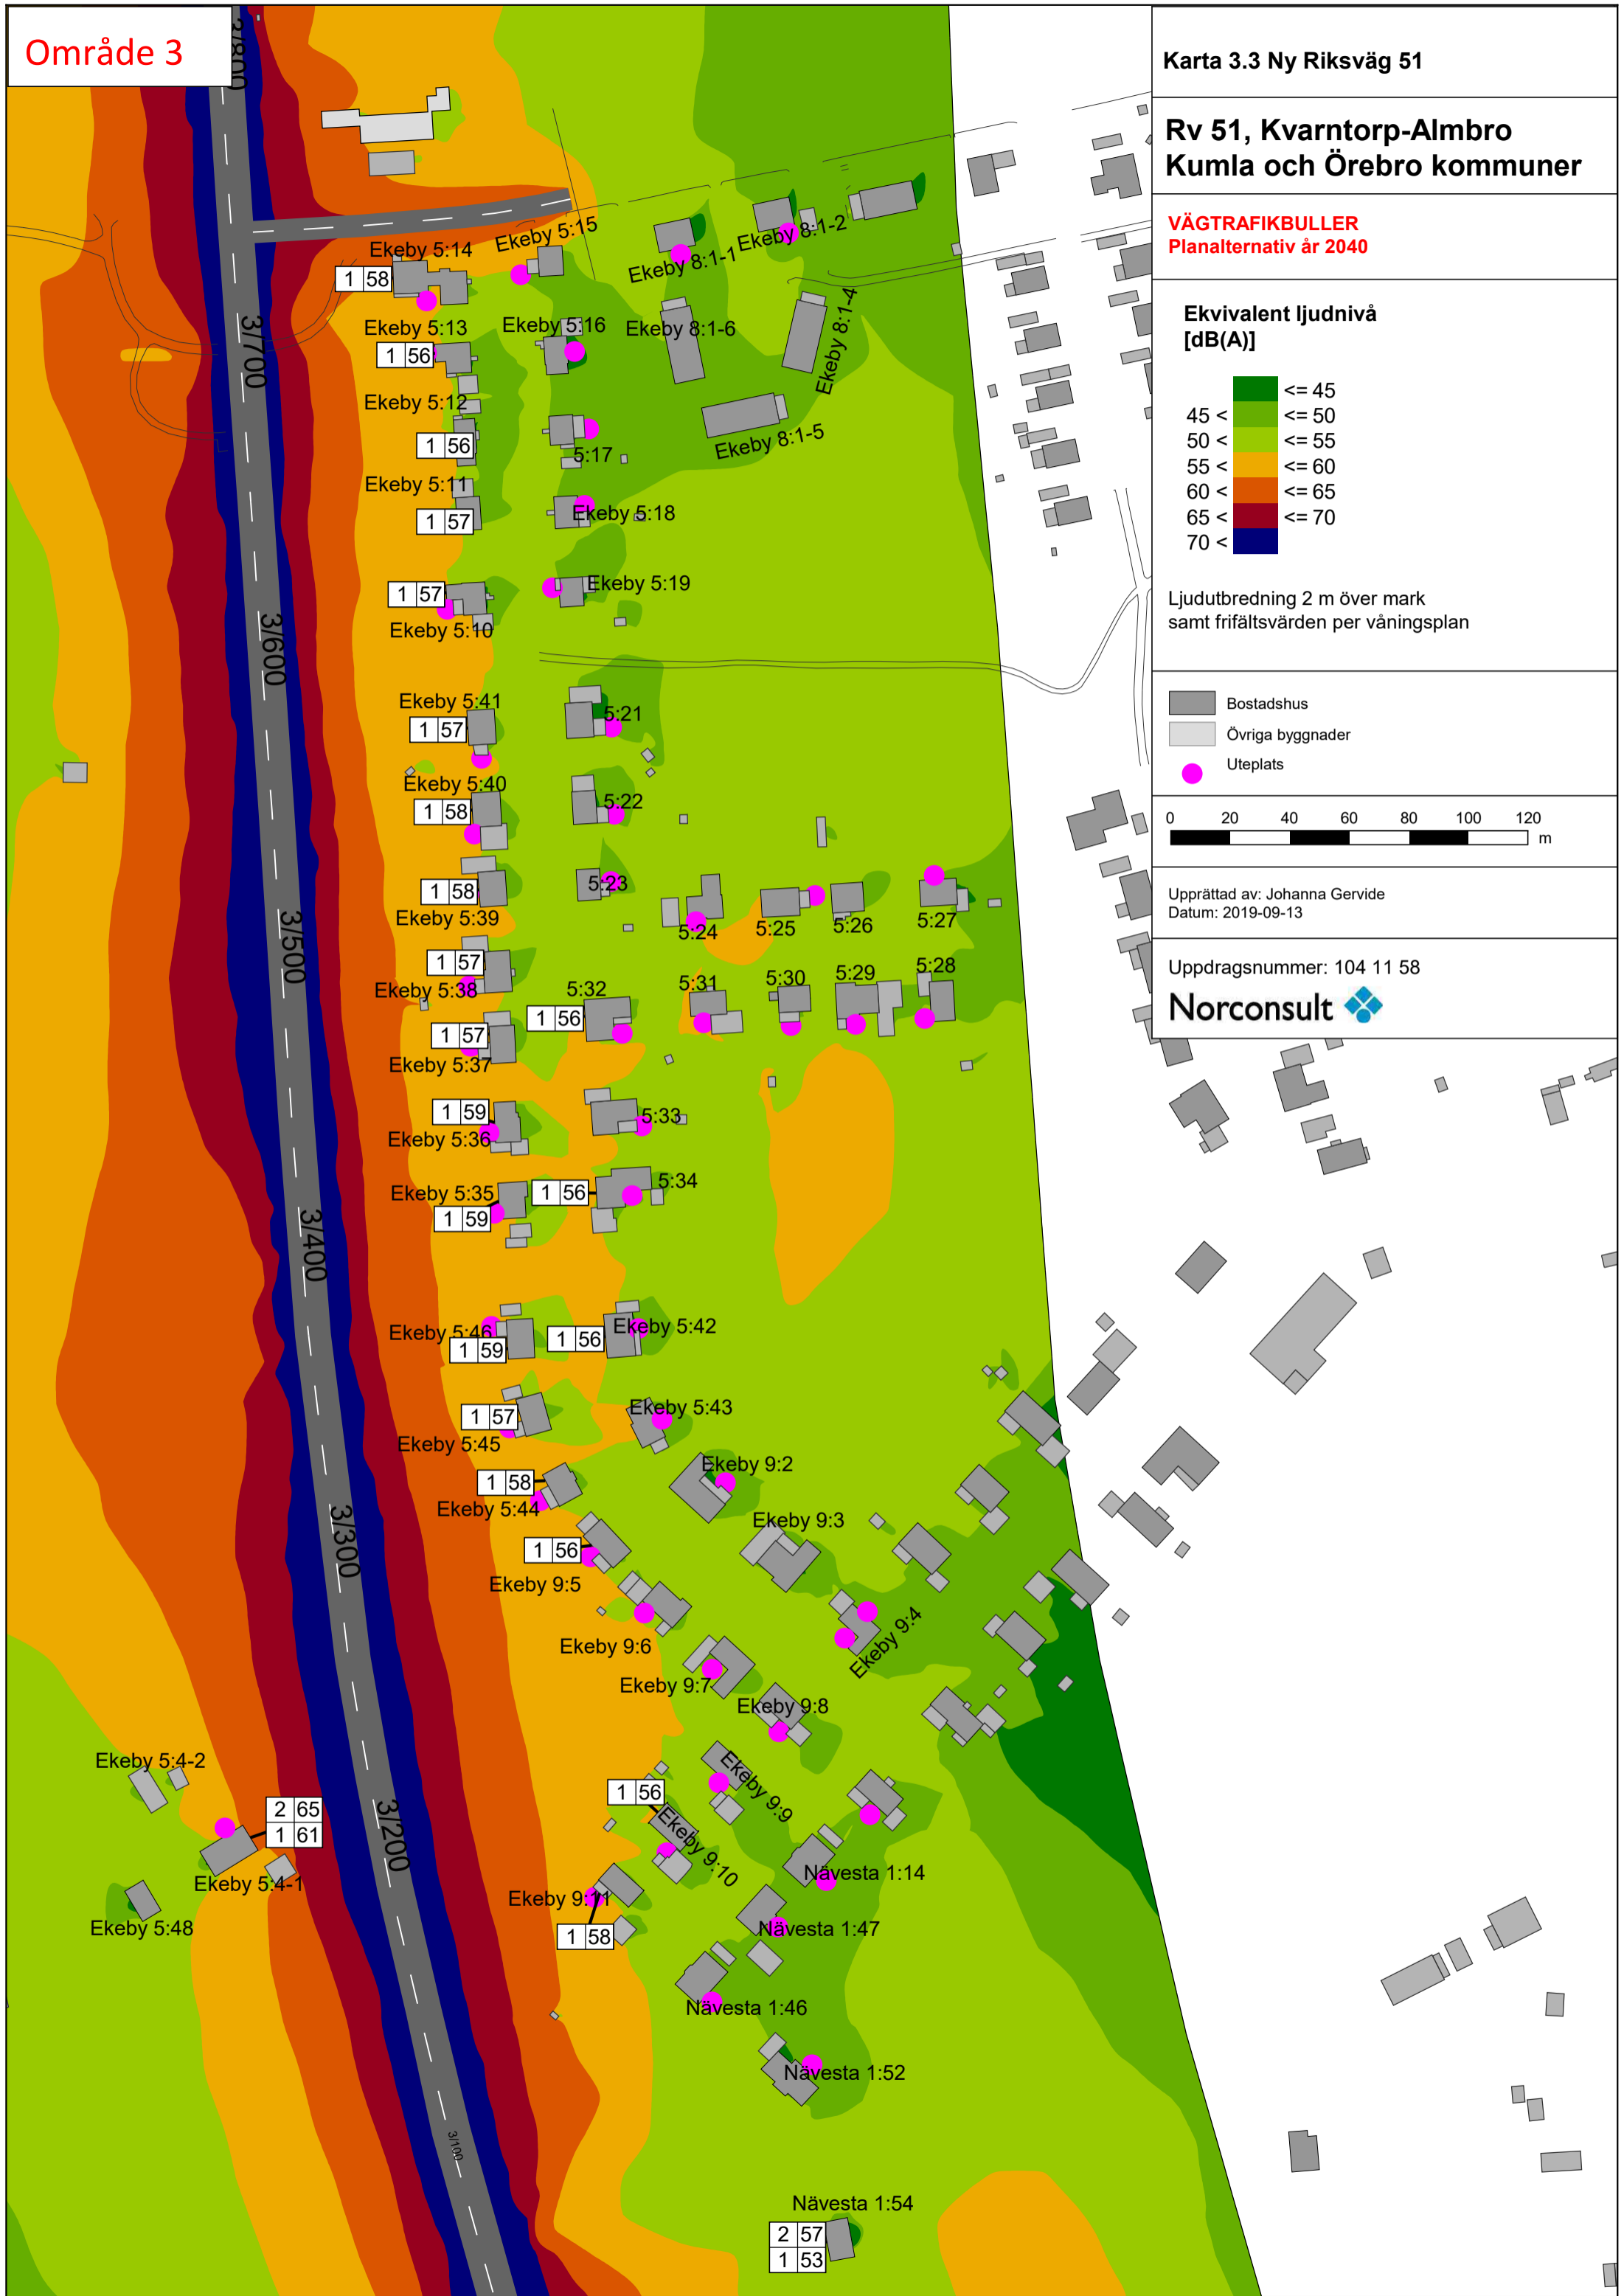 Område 3
Karta 3.3 Ny Riksväg 51
Rv 51, Kvarntorp-Almbro
Kumla och Örebro kommuner
VÄGTRAFIKBULLER
Planalternativ år 2040
Ekvivalent ljudnivå
[dB(A)]
<= 45
45 < <= 50
50 < <= 55
55 < <= 60
60 < <= 65
65 < <= 70
70 <
Ljudutbredning 2 m över mark
samt frifältsvärden per våningsplan
Bostadshus
Övriga byggnader
Uteplats
0 20 40 60 80 100 120
m
Upprättad av: Johanna Gervide
Datum: 2019-09-13
Uppdragsnummer: 104 11 58
Norconsult
3/800
Ekeby 5:14
1 58
Ekeby 5:15
Ekeby 8:1-1
Ekeby 8:1-2
3/700
Ekeby 5:13
1 56
Ekeby 5:16
Ekeby 8:1-6
Ekeby 8:1-4
Ekeby 5:12
1 56
5:17
Ekeby 8:1-5
Ekeby 5:11
1 57
Ekeby 5:18
1 57
Ekeby 5:19
Ekeby 5:10
3/600
Ekeby 5:41
1 57
5:21
Ekeby 5:40
1 58
5:22
1 58
5:23
Ekeby 5:39
5:24
5:25
5:26
5:27
3/500
1 57
Ekeby 5:38
5:32
1 56
5:31
5:30
5:29
5:28
1 57
Ekeby 5:37
1 59
Ekeby 5:36
5:33
Ekeby 5:35
1 59
1 56
5:34
3/400
Ekeby 5:46
1 59
1 56
Ekeby 5:42
1 57
Ekeby 5:45
Ekeby 5:43
1 58
Ekeby 5:44
Ekeby 9:2
3/300
1 56
Ekeby 9:5
Ekeby 9:3
Ekeby 9:6
Ekeby 9:4
Ekeby 9:7
Ekeby 9:8
Ekeby 5:4-2
2 65
1 61
Ekeby 5:4-1
Ekeby 5:48
3/200
1 56
Ekeby 9:9
Ekeby 9:10
Ekeby 9:11
1 58
Nävesta 1:14
Nävesta 1:47
Nävesta 1:46
Nävesta 1:52
3/100
Nävesta 1:54
2 57
1 53